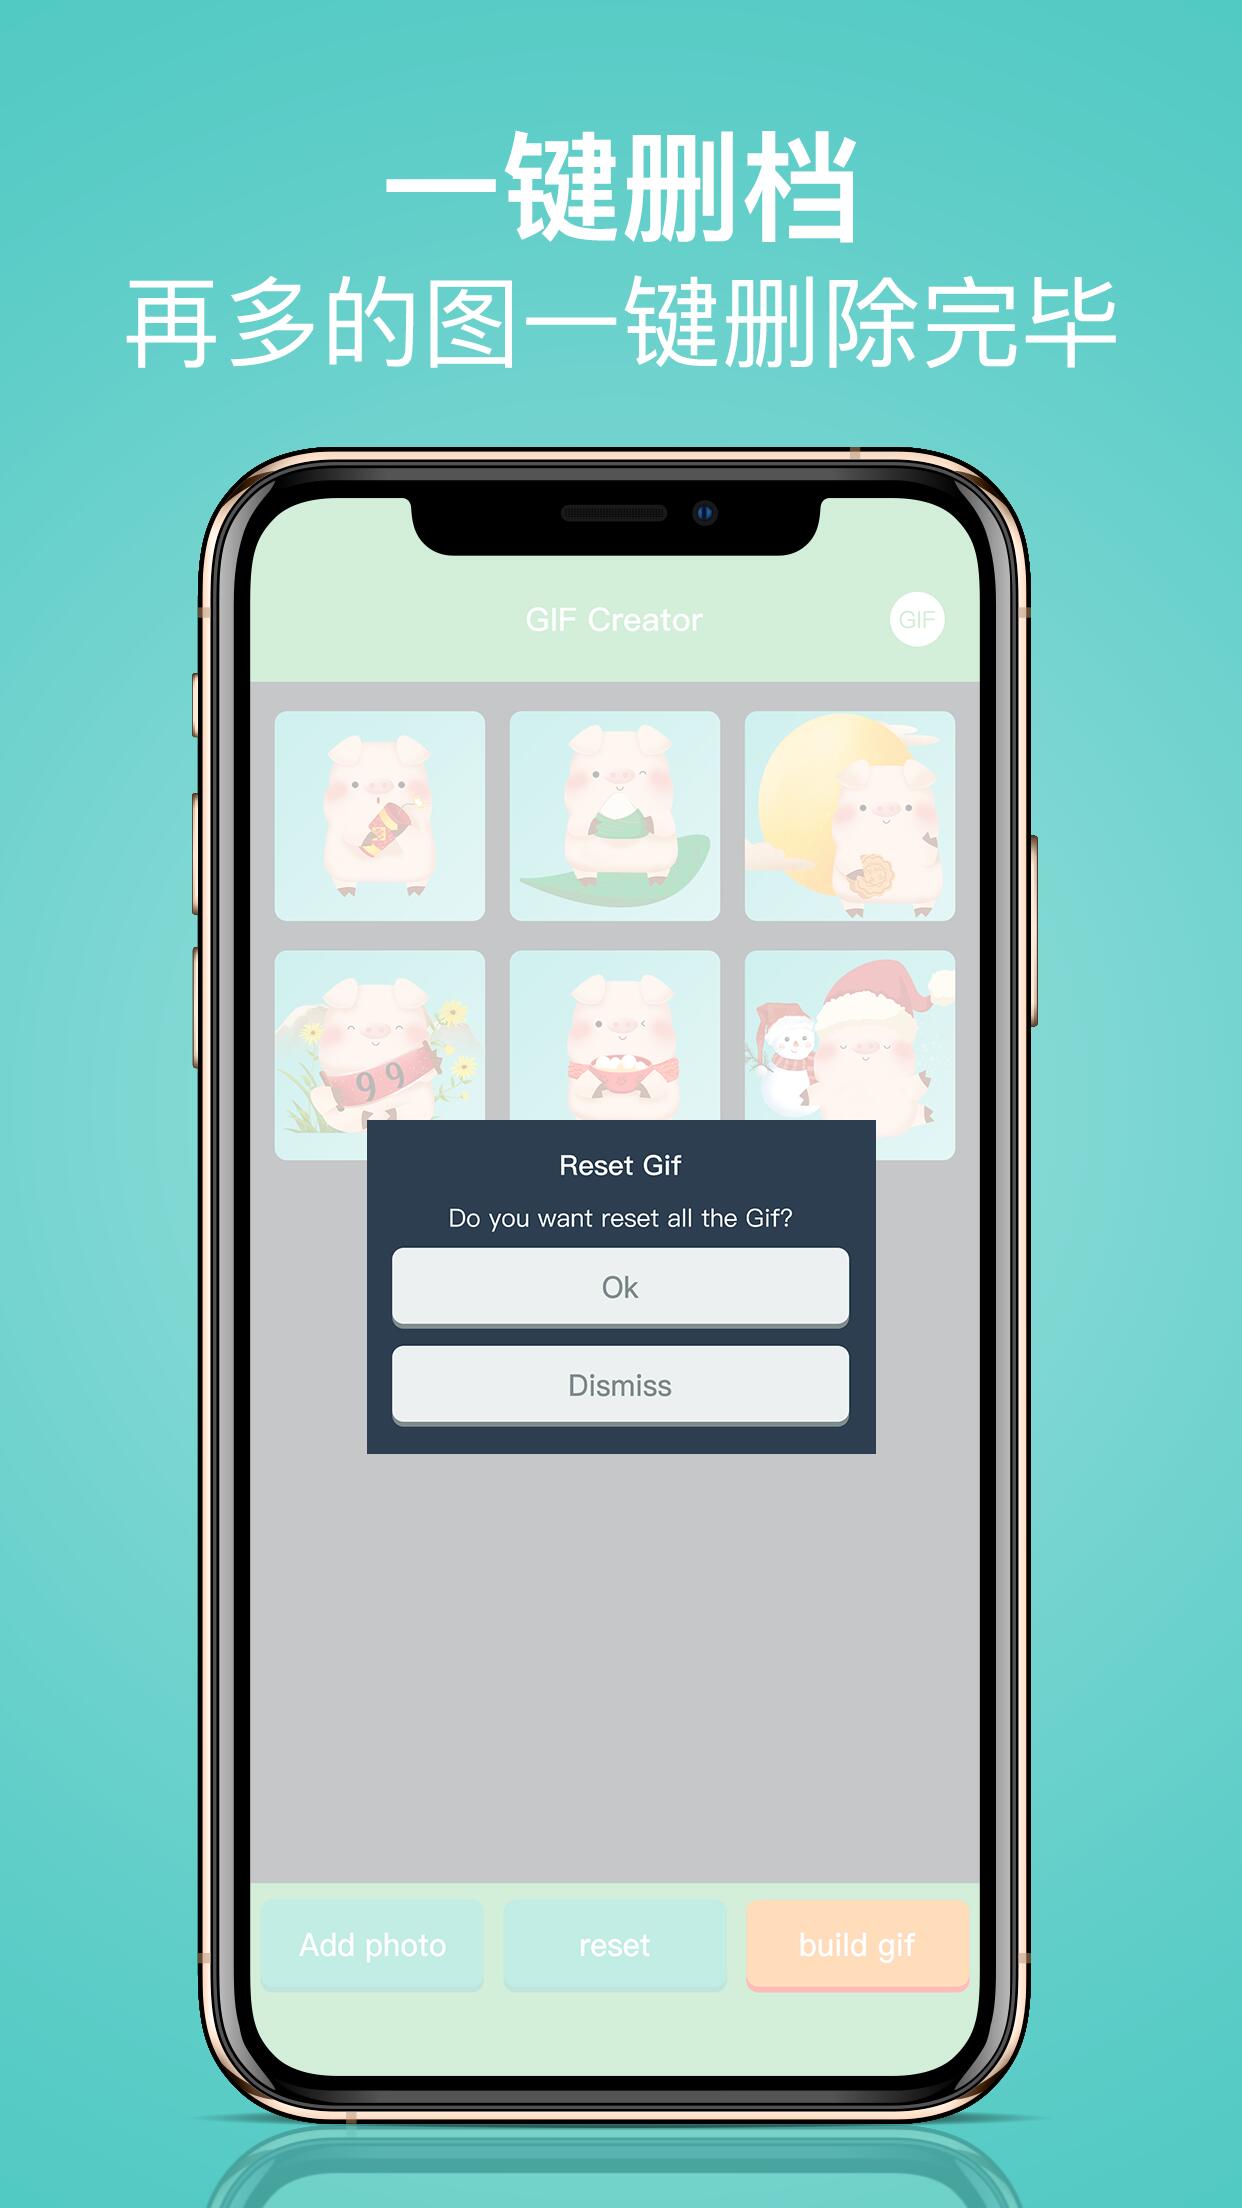 一键删档
再多的图一键删除完毕
GIF Creator
GIF
99
Reset Gif
Do you want reset all the Gif?
Ok
Dismiss
Add photo
reset
build gif